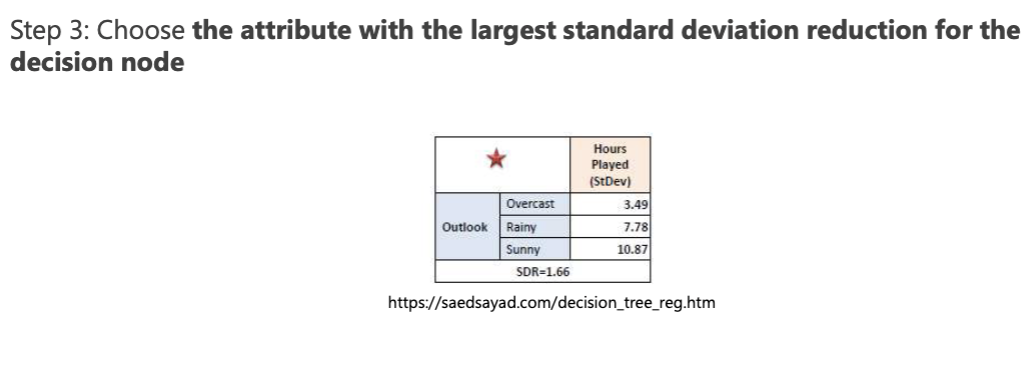 Step 3: Choose the attribute with the largest standard deviation reduction for the
decision node
Hours
Played
(StDev)
Outlook
Overcast 3.49
Rainy 7.78
Sunny 10.87
SDR=1.66
https://saedsayad.com/decision_tree_reg.htm